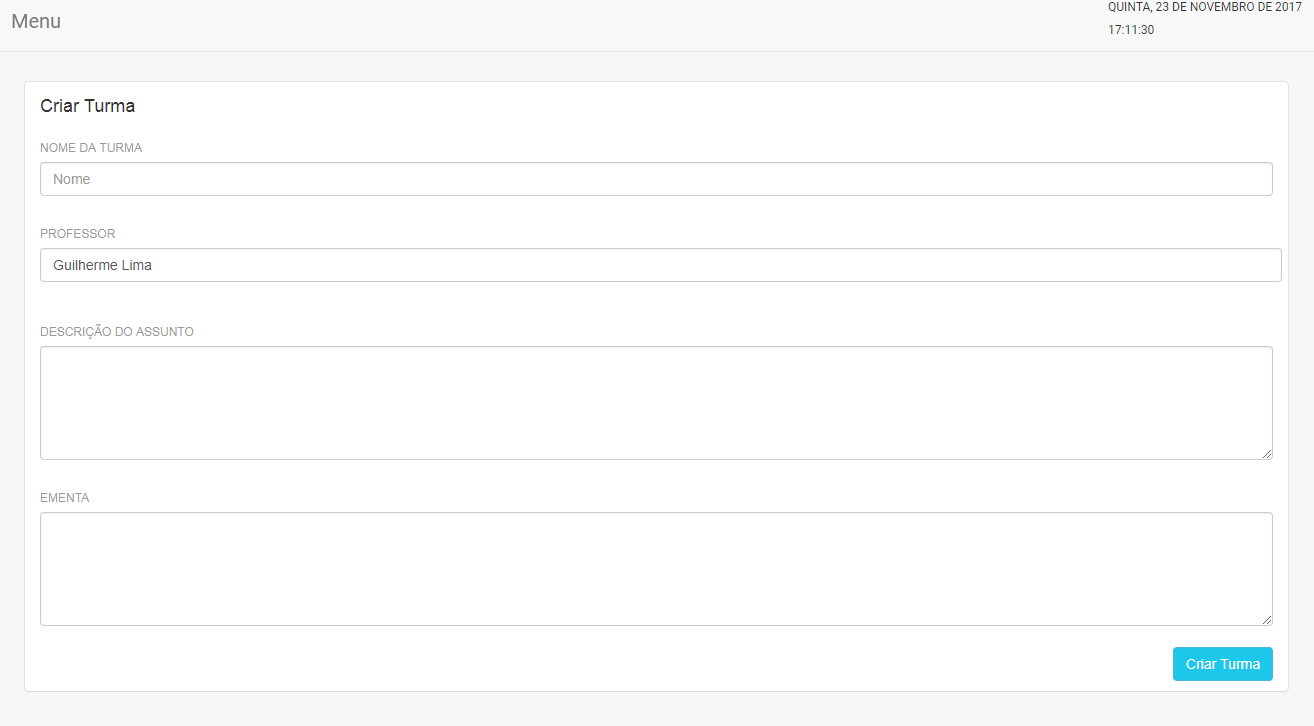 Menu
QUINTA, 23 DE NOVEMBRO DE 2017
17:11:30
Criar Turma
NOME DA TURMA
Nome
PROFESSOR
Guilherme Lima
DESCRIÇÃO DO ASSUNTO
EMENTA
Criar Turma